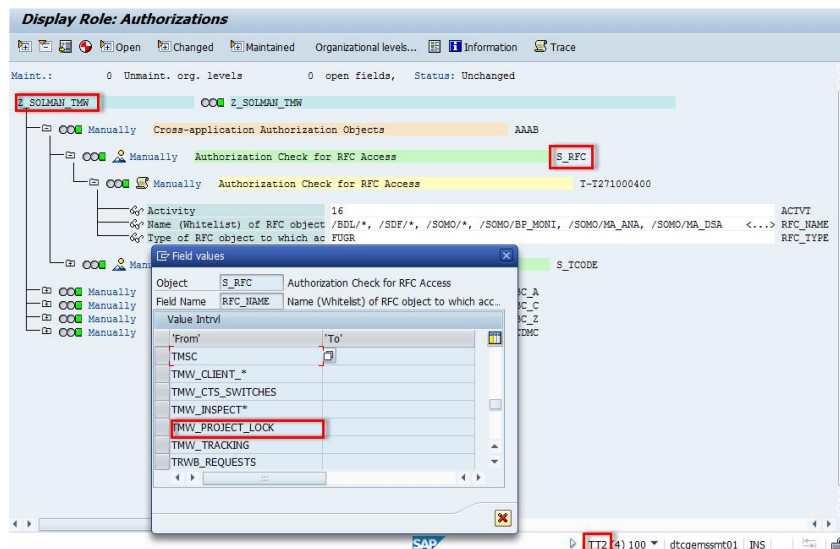 Display Role: Authorizations
Open Changed Maintained Organizational levels... Information Trace
Maint.: 0 Unmaint. org. levels 0 open fields, Status: Unchanged
Z_SOLMAN_TMW Z_SOLMAN_TMW
Manually Cross-application Authorization Objects AAAB
Manually Authorization Check for RFC Access S_RFC
Manually Authorization Check for RFC Access T-T271000400
Activity 16 ACTVT
Name (Whitelist) of RFC object /BDL/*, /SDF/*, /SOMO/*, /SOMO/BP_MONI, /SOMO/MA_ANA, /SOMO/MA_DSA <...> RFC_NAME
Type of RFC object to which ac FUGR RFC_TYPE
Field values
S_TCODE
Object S_RFC Authorization Check for RFC Access
Manually
Field Name RFC_NAME Name (Whitelist) of RFC object to which acc...
Manually
Manually
Manually
Value Intrvl
'From' 'To'
TMSC
TMW_CLIENT_*
TMW_CTS_SWITCHES
TMW_INSPECT*
TMW_PROJECT_LOCK
TMW_TRACKING
TRWB_REQUESTS
SAP TT2 (4) 100 dtcgemssmt01 INS